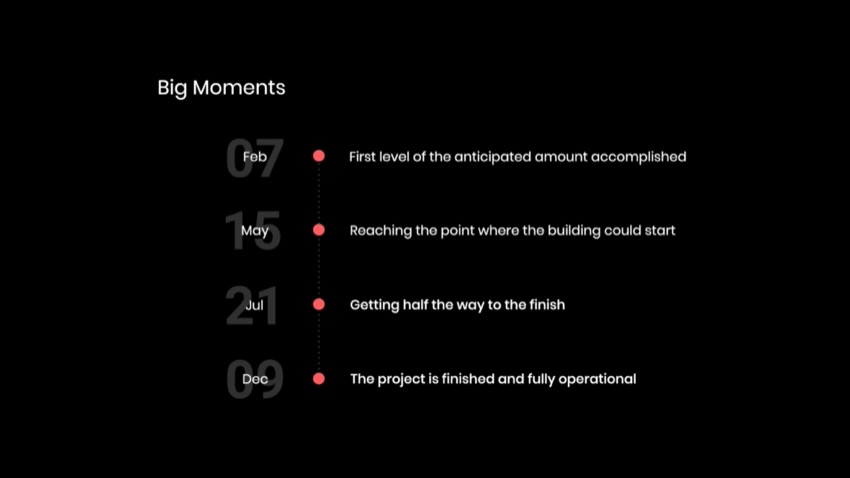 Big Moments
07
Feb
First level of the anticipated amount accomplished
15
May
Reaching the point where the building could start
21
Jul
Getting half the way to the finish
09
Dec
The project is finished and fully operational